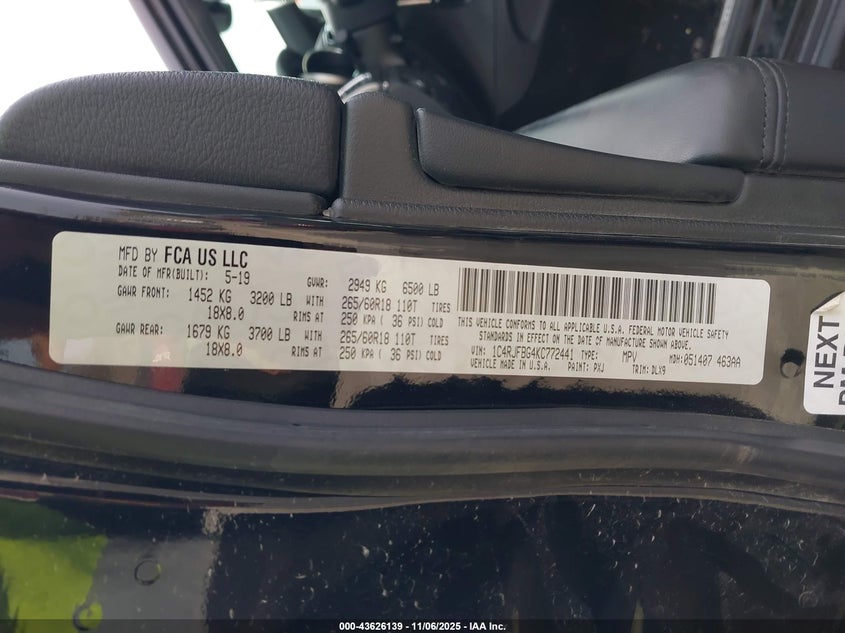 MFD BY FCA US LLC
DATE OF MFR(BUILT): 5-19 GVWR: 2949 KG 6500 LB
GAWR FRONT: 1452 KG 3200 LB WITH 265/60R18 110T TIRES
18X8.0 RIMS AT 250 KPA ( 36 PSI) COLD
GAWR REAR: 1679 KG 3700 LB WITH 265/60R18 110T TIRES
18X8.0 RIMS AT 250 KPA ( 36 PSI) COLD
THIS VEHICLE CONFORMS TO ALL APPLICABLE U.S.A. FEDERAL MOTOR VEHICLE SAFETY
STANDARDS IN EFFECT ON THE DATE OF MANUFACTURE SHOWN ABOVE.
VIN: 1C4RJFBG4KC772441 TYPE: MPV MDH: 051407 463AA
VEHICLE MADE IN U.S.A. PAINT: PXJ TRIM: DLX9
NEXT
000-43626139 - 11/06/2025 - IAA Inc.